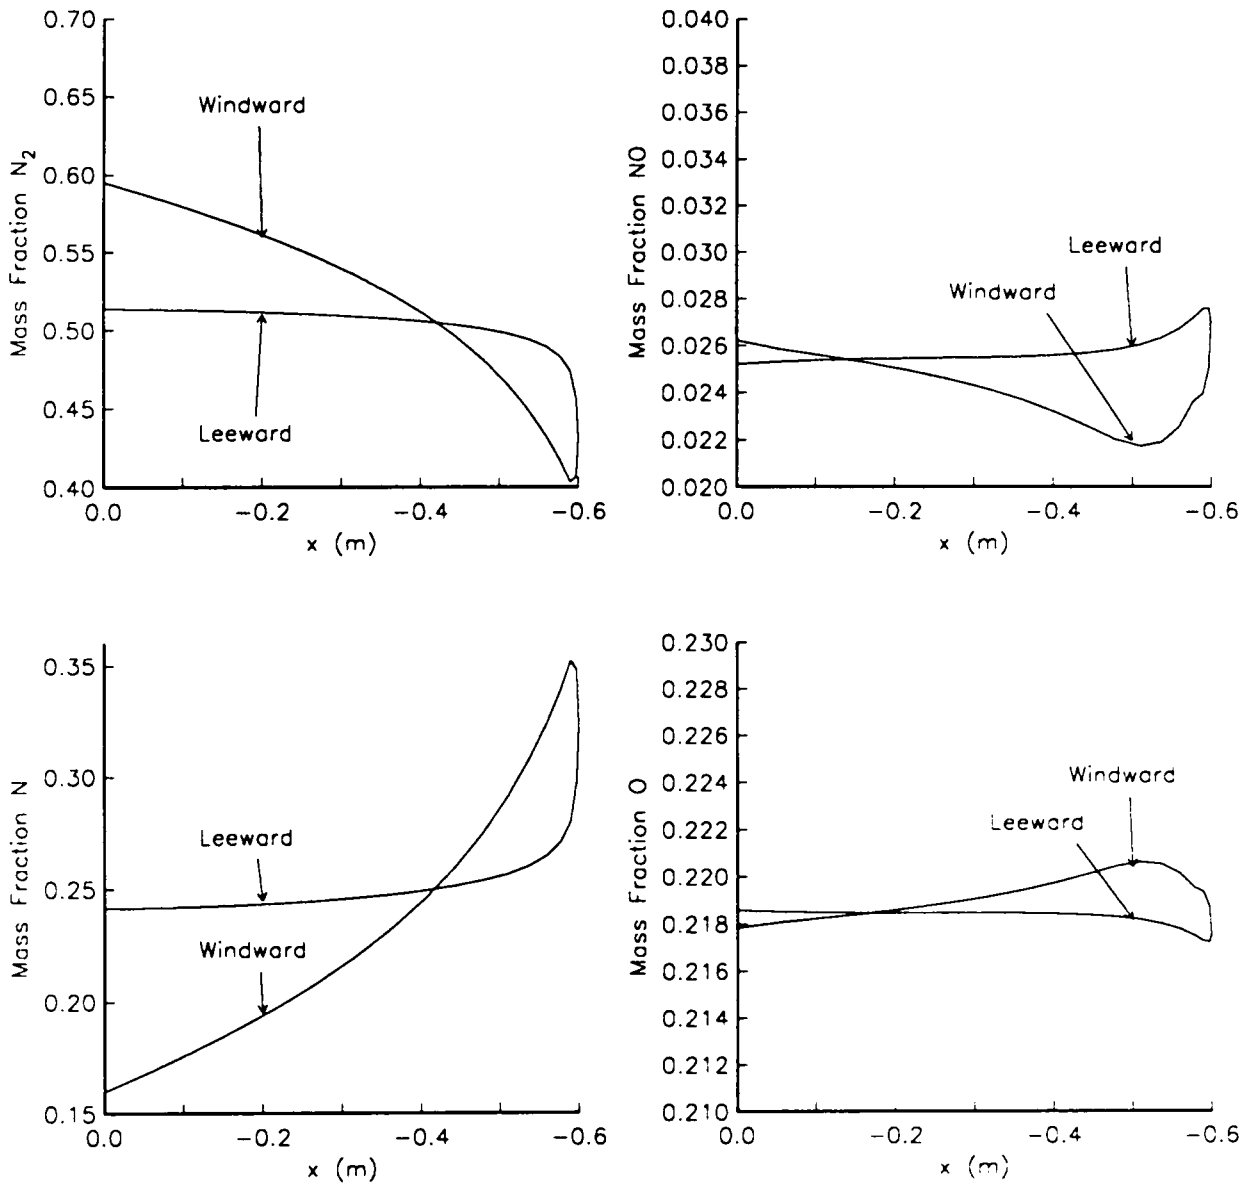 0.70
0.65
0.60
0.55
0.50
0.45
0.40
Mass Fraction N₂
Windward
Leeward
0.0 −0.2 −0.4 −0.6
x (m)
0.040
0.038
0.036
0.034
0.032
0.030
0.028
0.026
0.024
0.022
0.020
Mass Fraction NO
Leeward
Windward
0.0 −0.2 −0.4 −0.6
x (m)
0.35
0.30
0.25
0.20
0.15
Mass Fraction N
Leeward
Windward
0.0 −0.2 −0.4 −0.6
x (m)
0.230
0.228
0.226
0.224
0.222
0.220
0.218
0.216
0.214
0.212
0.210
Mass Fraction O
Windward
Leeward
0.0 −0.2 −0.4 −0.6
x (m)